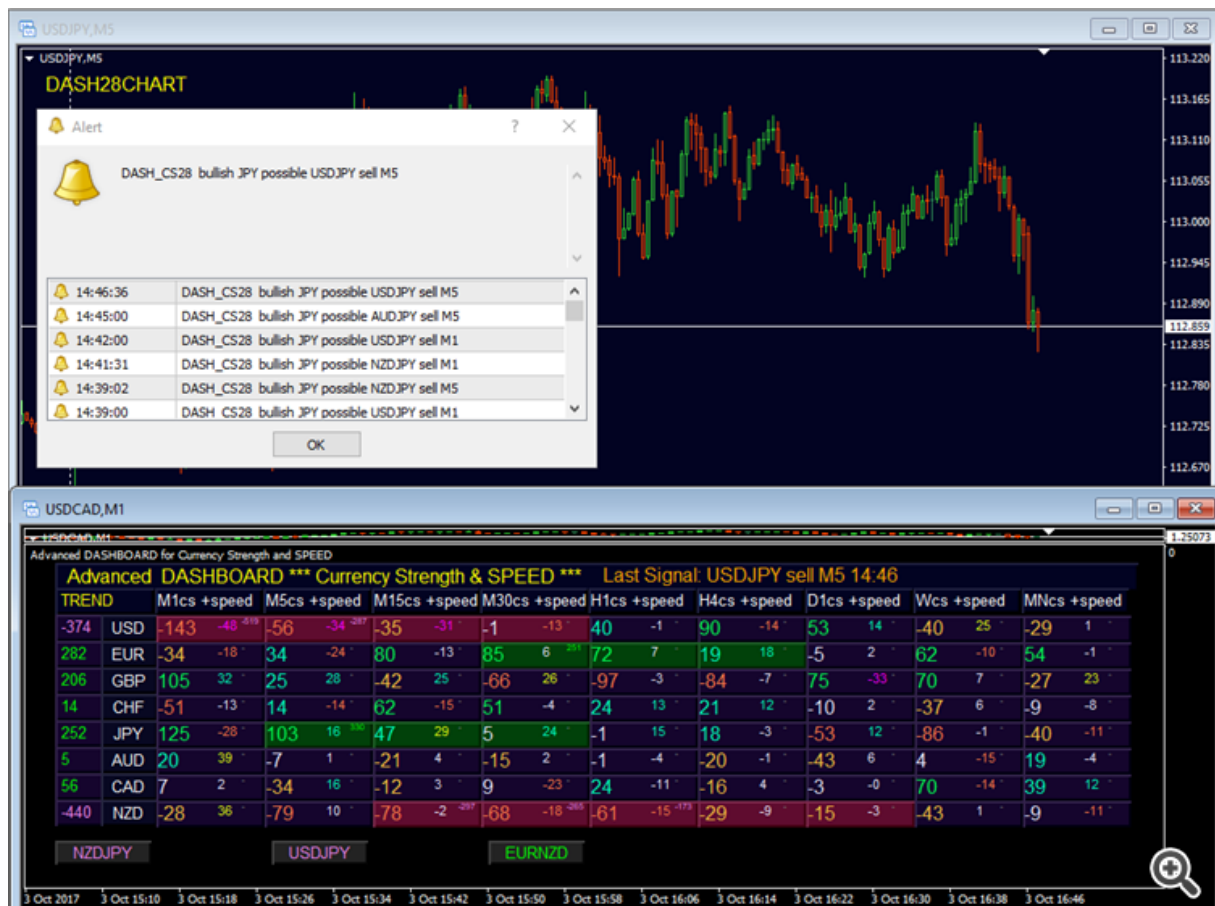 USDJPY,M5
USDJPY,M5
DASH28CHART
113.220
113.165
113.110
113.055
113.000
112.945
112.890
112.859
112.835
112.780
112.725
112.670
Alert ?
DASH_CS28 bullish JPY possible USDJPY sell M5
14:46:36 DASH_CS28 bullish JPY possible USDJPY sell M5
14:45:00 DASH_CS28 bullish JPY possible AUDJPY sell M5
14:42:00 DASH_CS28 bullish JPY possible USDJPY sell M1
14:41:31 DASH_CS28 bullish JPY possible NZDJPY sell M1
14:39:02 DASH_CS28 bullish JPY possible NZDJPY sell M5
14:39:00 DASH_CS28 bullish JPY possible USDJPY sell M1
OK
USDCAD,M1
USDCAD,M1
1.25073
0
Advanced DASHBOARD for Currency Strength and SPEED
Advanced DASHBOARD *** Currency Strength & SPEED *** Last Signal: USDJPY sell M5 14:46
TREND M1cs +speed M5cs +speed M15cs +speed M30cs +speed H1cs +speed H4cs +speed D1cs +speed Wcs +speed MNcs +speed
-374 USD -143 -48 -519 -56 -34 -287 -35 -31 -1 -13 40 -1 90 -14 53 14 -40 25 -29 1
282 EUR -34 -18 34 -24 80 -13 85 6 251 72 7 19 18 -5 2 62 -10 54 -1
206 GBP 105 32 25 28 -42 25 -66 26 -97 -3 -84 -7 75 -33 70 7 -27 23
14 CHF -51 -13 14 -14 62 -15 51 -4 24 13 21 12 -10 2 -37 6 -9 -8
252 JPY 125 -28 103 16 330 47 29 5 24 -1 15 18 -3 -53 12 -86 -1 -40 -11
5 AUD 20 39 -7 1 -21 4 -15 2 -1 -4 -20 -1 -43 6 4 -15 19 -4
56 CAD 7 2 -34 16 -12 3 9 -23 24 -11 -16 4 -3 -0 70 -14 39 12
-440 NZD -28 36 -79 10 -78 -2 -297 -68 -18 -265 -61 -15 -173 -29 -9 -15 -3 -43 1 -9 -11
NZDJPY USDJPY EURNZD
3 Oct 2017 3 Oct 15:10 3 Oct 15:18 3 Oct 15:26 3 Oct 15:34 3 Oct 15:42 3 Oct 15:50 3 Oct 15:58 3 Oct 16:06 3 Oct 16:14 3 Oct 16:22 3 Oct 16:30 3 Oct 16:38 3 Oct 16:46